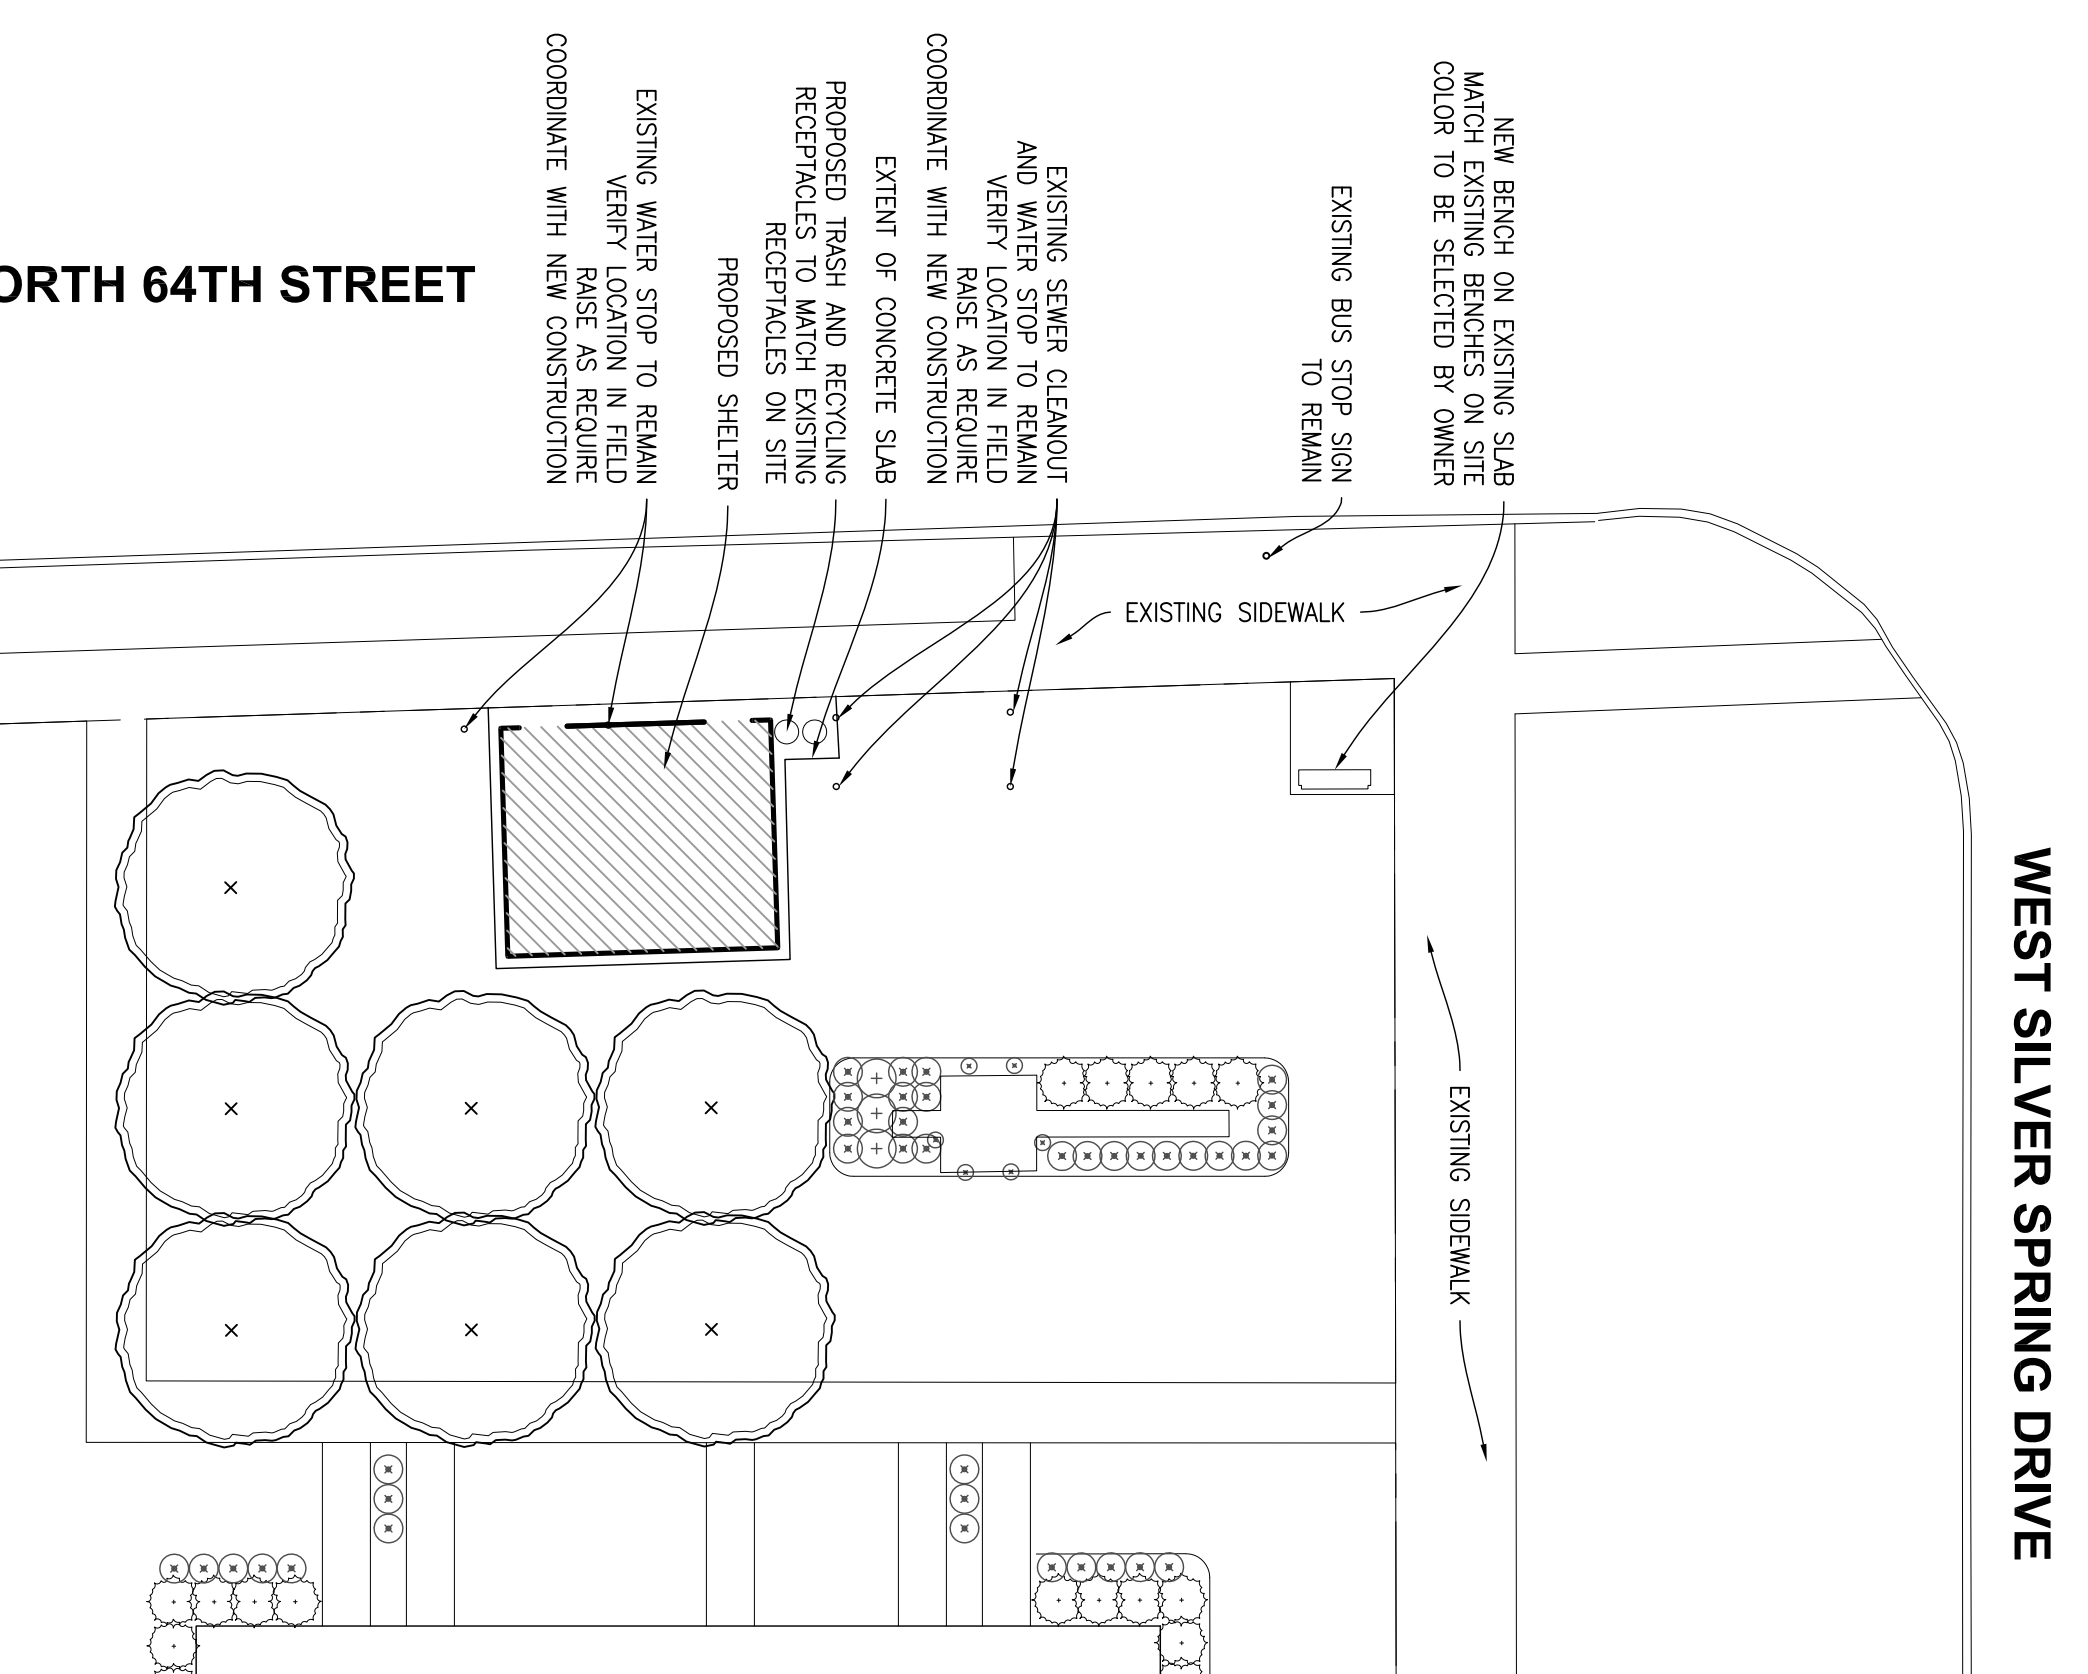 ORTH 64TH STREET
WEST SILVER SPRING DRIVE
NEW BENCH ON EXISTING SLAB
MATCH EXISTING BENCHES ON SITE
COLOR TO BE SELECTED BY OWNER
EXISTING BUS STOP SIGN
TO REMAIN
EXISTING SEWER CLEANOUT
AND WATER STOP TO REMAIN
VERIFY LOCATION IN FIELD
RAISE AS REQUIRE
COORDINATE WITH NEW CONSTRUCTION
EXTENT OF CONCRETE SLAB
PROPOSED TRASH AND RECYCLING
RECEPTACLES TO MATCH EXISTING
RECEPTACLES ON SITE
PROPOSED SHELTER
EXISTING WATER STOP TO REMAIN
VERIFY LOCATION IN FIELD
RAISE AS REQUIRE
COORDINATE WITH NEW CONSTRUCTION
EXISTING SIDEWALK
EXISTING SIDEWALK